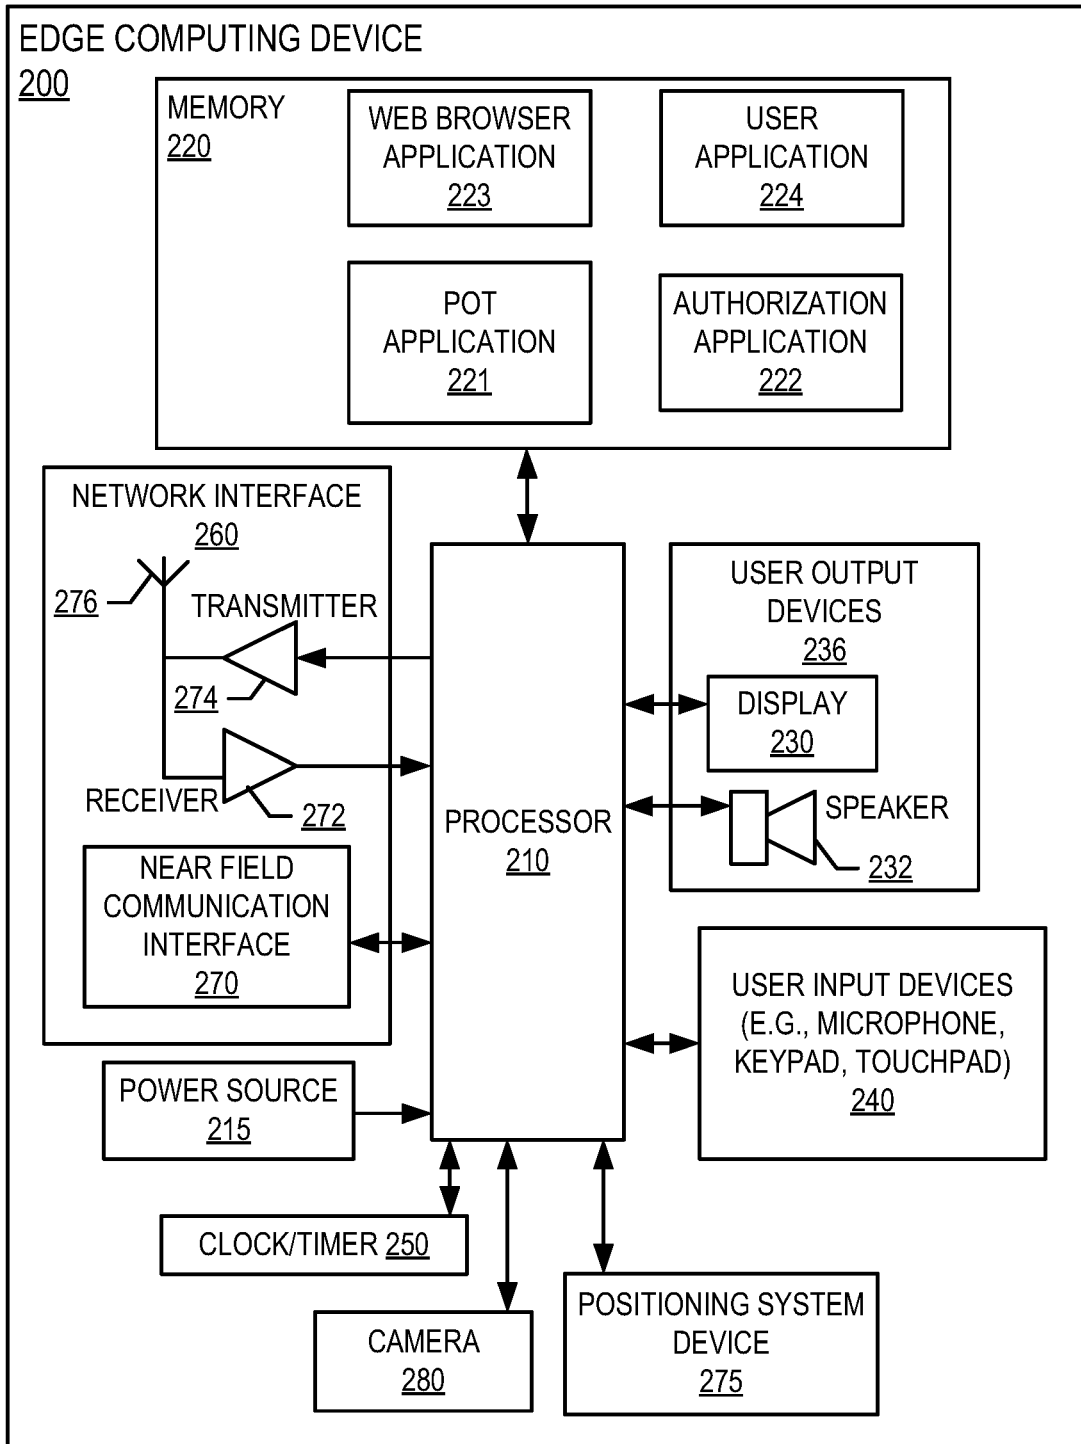 EDGE COMPUTING DEVICE
200
MEMORY
220
WEB BROWSER
APPLICATION
223
USER
APPLICATION
224
POT
APPLICATION
221
AUTHORIZATION
APPLICATION
222
NETWORK INTERFACE
260
276
TRANSMITTER
274
RECEIVER
272
NEAR FIELD
COMMUNICATION
INTERFACE
270
PROCESSOR
210
USER OUTPUT
DEVICES
236
DISPLAY
230
SPEAKER
232
USER INPUT DEVICES
(E.G., MICROPHONE,
KEYPAD, TOUCHPAD)
240
POWER SOURCE
215
CLOCK/TIMER 250
CAMERA
280
POSITIONING SYSTEM
DEVICE
275